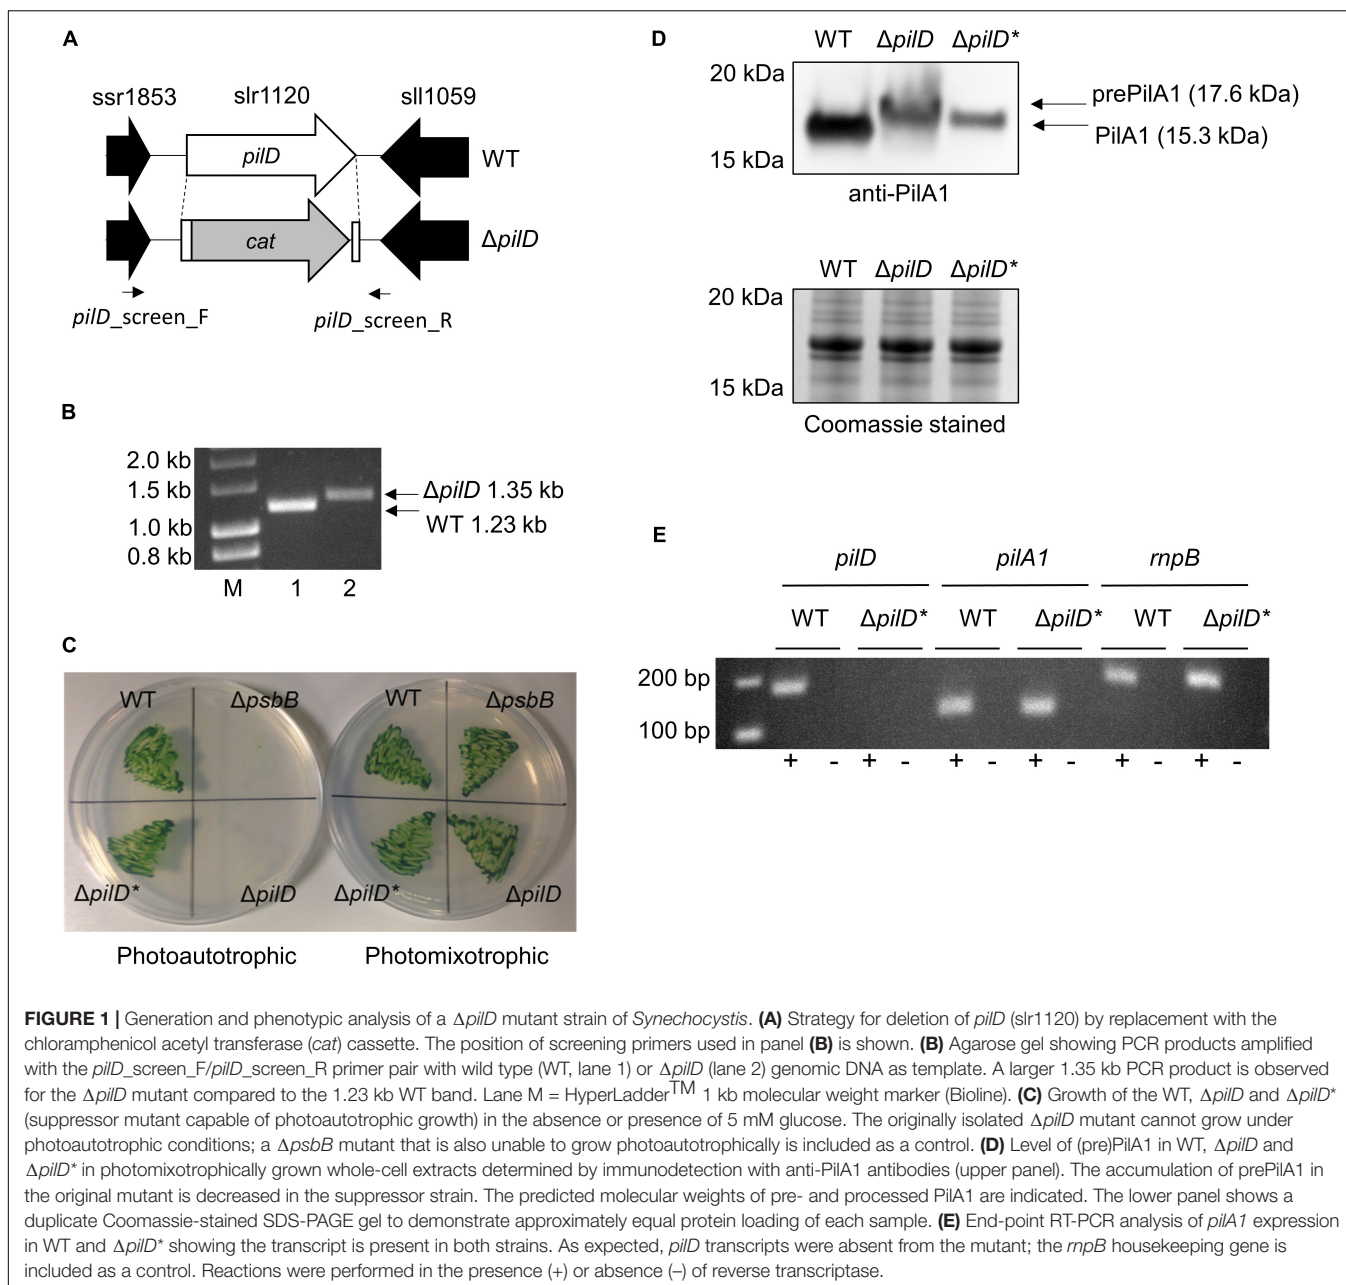 A
ssr1853 slr1120 sll1059
pilD WT
cat ΔpilD
pilD_screen_F pilD_screen_R
B
2.0 kb
1.5 kb
1.0 kb
0.8 kb
ΔpilD 1.35 kb
WT 1.23 kb
M 1 2
C
WT ΔpsbB WT ΔpsbB
ΔpilD* ΔpilD ΔpilD* ΔpilD
Photoautotrophic Photomixotrophic
D
WT ΔpilD ΔpilD*
20 kDa
15 kDa
prePilA1 (17.6 kDa)
PilA1 (15.3 kDa)
anti-PilA1
WT ΔpilD ΔpilD*
20 kDa
15 kDa
Coomassie stained
E
pilD pilA1 rnpB
WT ΔpilD* WT ΔpilD* WT ΔpilD*
200 bp
100 bp
+ - + - + - + - + - + -
FIGURE 1 | Generation and phenotypic analysis of a ΔpilD mutant strain of Synechocystis. (A) Strategy for deletion of pilD (slr1120) by replacement with the
chloramphenicol acetyl transferase (cat) cassette. The position of screening primers used in panel (B) is shown. (B) Agarose gel showing PCR products amplified
with the pilD_screen_F/pilD_screen_R primer pair with wild type (WT, lane 1) or ΔpilD (lane 2) genomic DNA as template. A larger 1.35 kb PCR product is observed
for the ΔpilD mutant compared to the 1.23 kb WT band. Lane M = HyperLadder™ 1 kb molecular weight marker (Bioline). (C) Growth of the WT, ΔpilD and ΔpilD*
(suppressor mutant capable of photoautotrophic growth) in the absence or presence of 5 mM glucose. The originally isolated ΔpilD mutant cannot grow under
photoautotrophic conditions; a ΔpsbB mutant that is also unable to grow photoautotrophically is included as a control. (D) Level of (pre)PilA1 in WT, ΔpilD and
ΔpilD* in photomixotrophically grown whole-cell extracts determined by immunodetection with anti-PilA1 antibodies (upper panel). The accumulation of prePilA1 in
the original mutant is decreased in the suppressor strain. The predicted molecular weights of pre- and processed PilA1 are indicated. The lower panel shows a
duplicate Coomassie-stained SDS-PAGE gel to demonstrate approximately equal protein loading of each sample. (E) End-point RT-PCR analysis of pilA1 expression
in WT and ΔpilD* showing the transcript is present in both strains. As expected, pilD transcripts were absent from the mutant; the rnpB housekeeping gene is
included as a control. Reactions were performed in the presence (+) or absence (–) of reverse transcriptase.